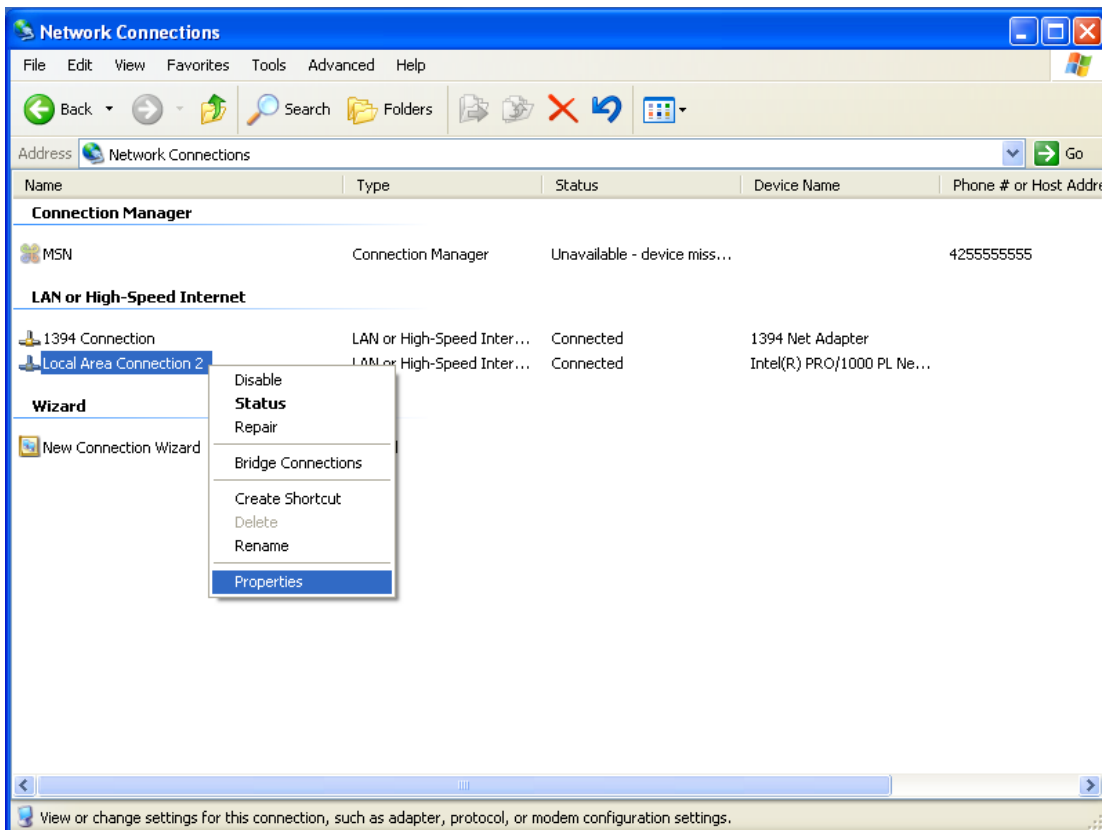 Network Connections
File Edit View Favorites Tools Advanced Help
Back Search Folders
Address Network Connections Go
Name Type Status Device Name Phone # or Host Addre
Connection Manager
MSN Connection Manager Unavailable - device miss... 4255555555
LAN or High-Speed Internet
1394 Connection LAN or High-Speed Inter... Connected 1394 Net Adapter
Local Area Connection 2 LAN or High-Speed Inter... Connected Intel(R) PRO/1000 PL Ne...
Disable
Wizard
Status
Repair
New Connection Wizard
Bridge Connections
Create Shortcut
Delete
Rename
Properties
View or change settings for this connection, such as adapter, protocol, or modem configuration settings.